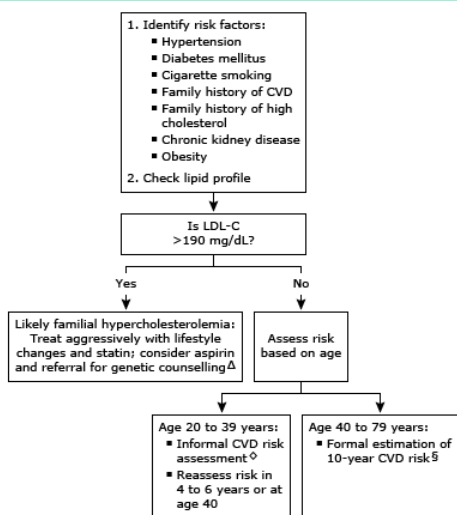 1. Identify risk factors:
▪ Hypertension
▪ Diabetes mellitus
▪ Cigarette smoking
▪ Family history of CVD
▪ Family history of high
cholesterol
▪ Chronic kidney disease
▪ Obesity
2. Check lipid profile
Is LDL-C
>190 mg/dL?
Yes
No
Likely familial hypercholesterolemia:
Treat aggressively with lifestyle
changes and statin; consider aspirin
and referral for genetic counselling Δ
Assess risk
based on age
Age 20 to 39 years:
▪ Informal CVD risk
assessment◇
▪ Reassess risk in
4 to 6 years or at
age 40
Age 40 to 79 years:
▪ Formal estimation of
10-year CVD risk§